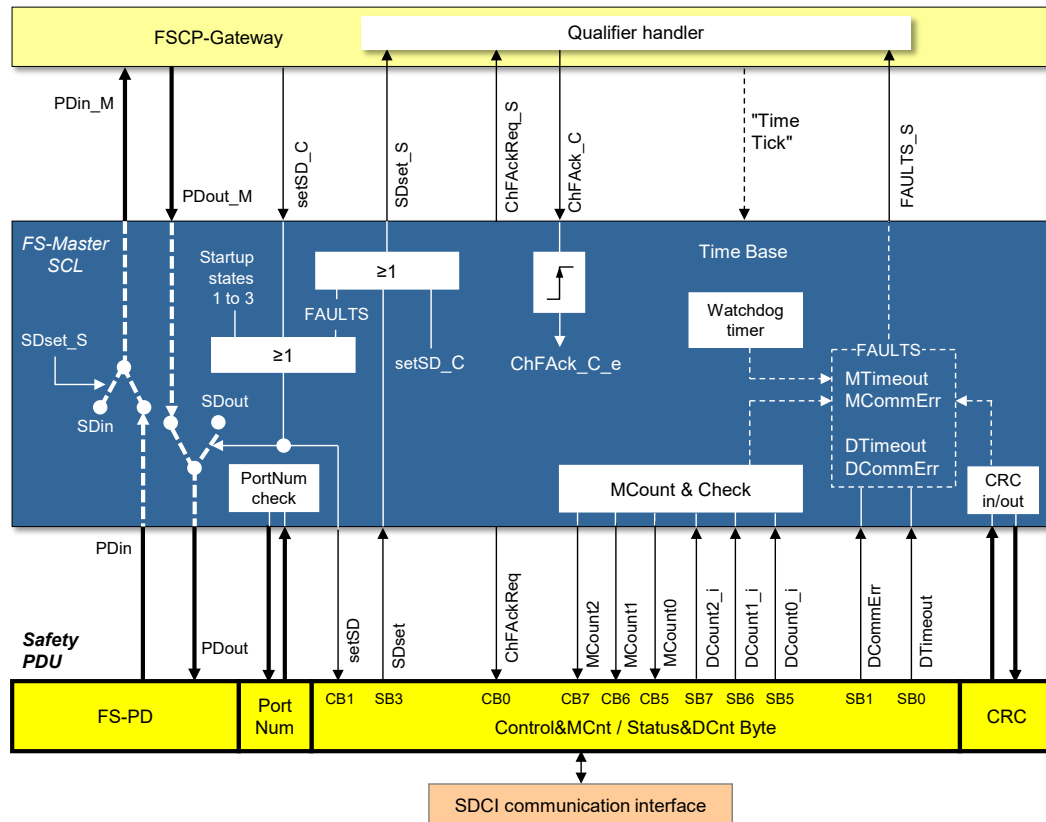 Qualifier handler
FSCP-Gateway
PDin_M
PDout_M
setSD_C
SDset_S
ChFAckReq_S
ChFAck_C
"Time
Tick"
FAULTS_S
FS-Master
SCL
Startup
states
1 to 3
≥1
FAULTS
setSD_C
≥1
ChFAck_C_e
Time Base
Watchdog
timer
FAULTS
MTimeout
MCommErr
DTimeout
DCommErr
SDset_S
SDin
SDout
PortNum
check
MCount & Check
CRC
in/out
PDin
PDout
setSD
SDset
ChFAckReq
MCount2
MCount1
MCount0
DCount2_i
DCount1_i
DCount0_i
DCommErr
DTimeout
Safety
PDU
FS-PD
Port
Num
CB1 SB3 CB0 CB7 CB6 CB5 SB7 SB6 SB5 SB1 SB0
Control&MCnt / Status&DCnt Byte
CRC
SDCI communication interface